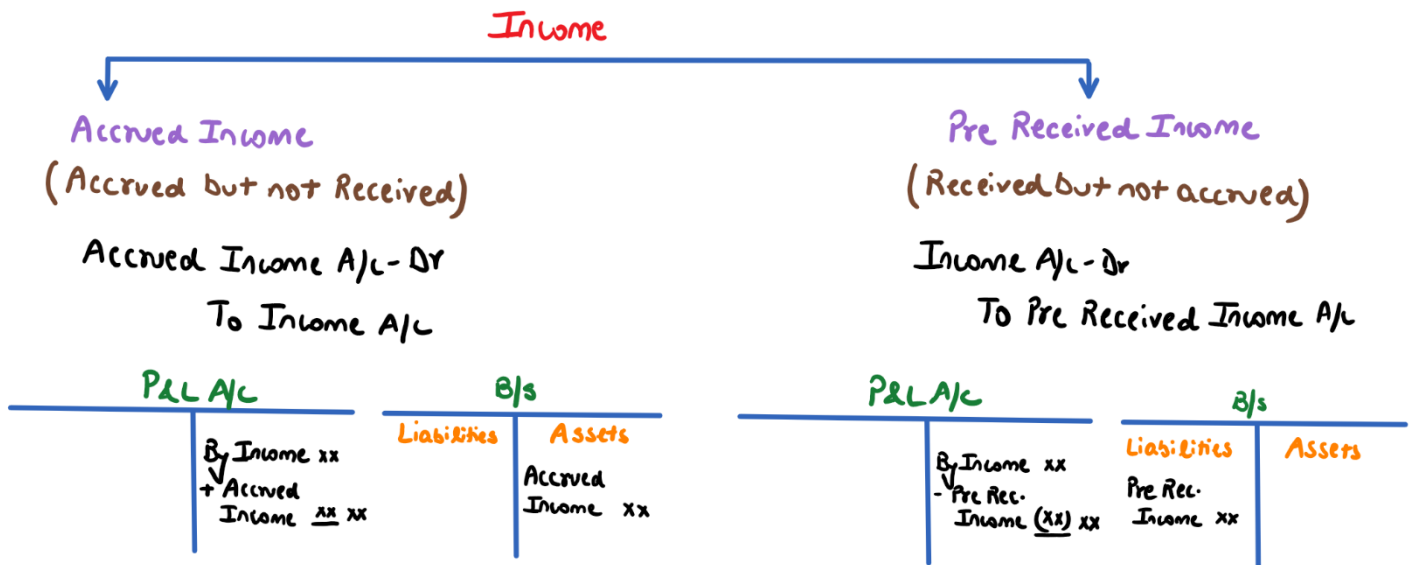 Income
Accrued Income
(Accrued but not Received)
Accrued Income A/c - Dr
To Income A/c
P&L A/c
By Income xx
+ Accrued
Income xx xx
B/s
Liabilities
Assets
Accrued
Income xx
Pre Received Income
(Received but not accrued)
Income A/c - Dr
To Pre Received Income A/c
P&L A/c
By Income xx
- Pre Rec.
Income (xx) xx
B/s
Liabilities
Assets
Pre Rec.
Income xx